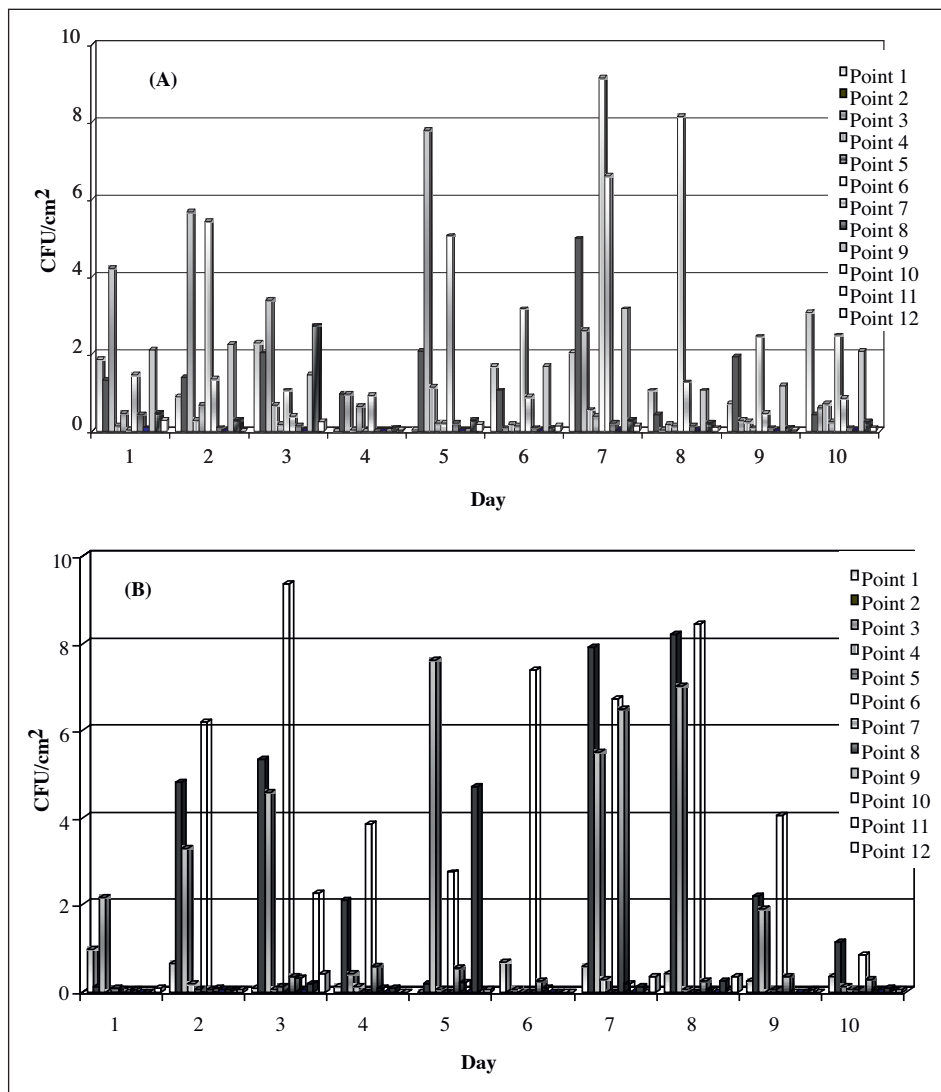 (A)
10
8
6
4
2
0
CFU/cm2
1 2 3 4 5 6 7 8 9 10
Day
Point 1
Point 2
Point 3
Point 4
Point 5
Point 6
Point 7
Point 8
Point 9
Point 10
Point 11
Point 12
(B)
10
8
6
4
2
0
CFU/cm2
1 2 3 4 5 6 7 8 9 10
Day
Point 1
Point 2
Point 3
Point 4
Point 5
Point 6
Point 7
Point 8
Point 9
Point 10
Point 11
Point 12